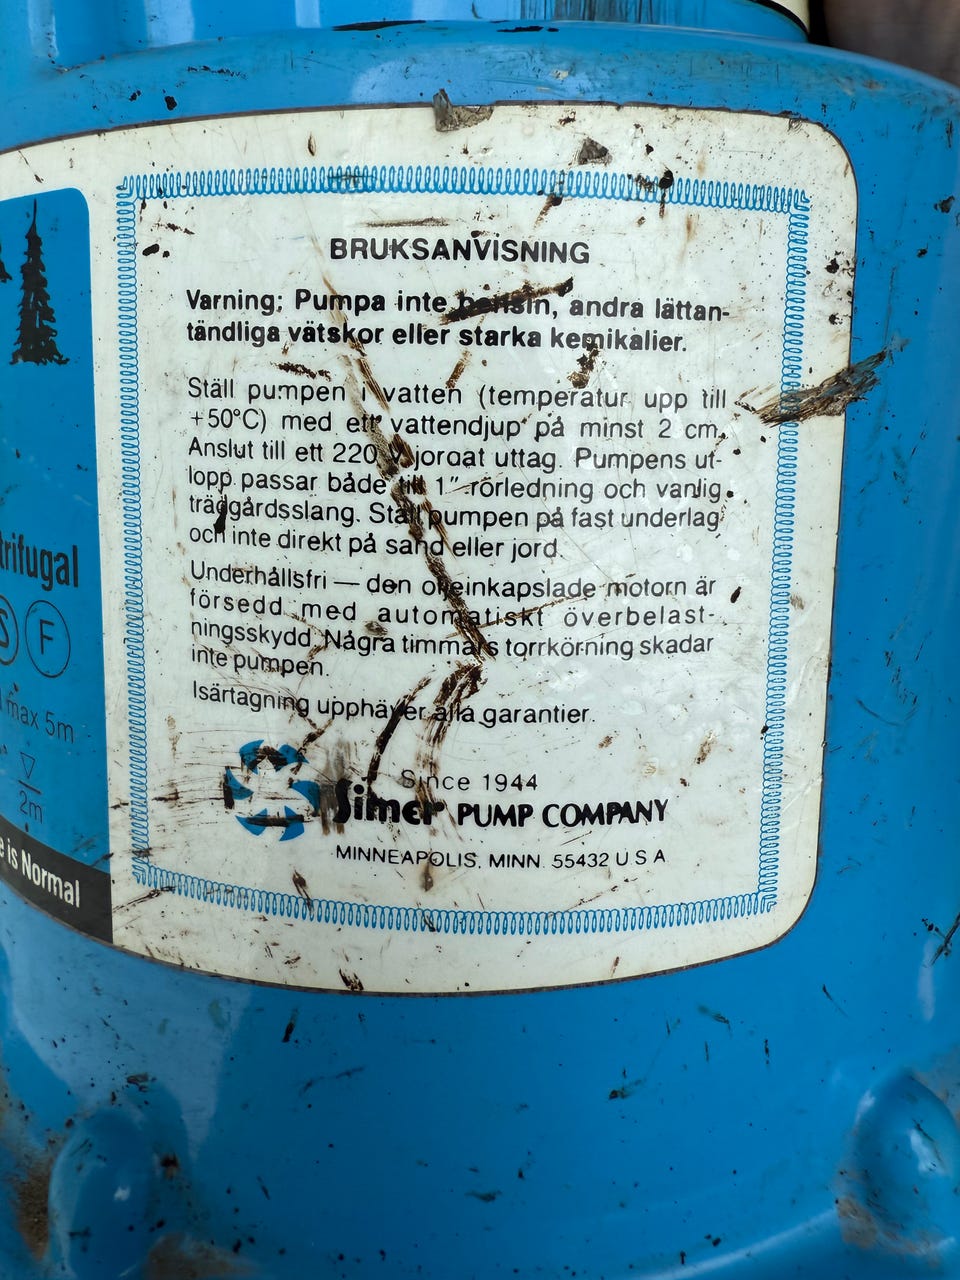 BRUKSANVISNING
Varning; Pumpa inte bensin, andra lättan-
tändliga vätskor eller starka kemikalier.
Ställ pumpen i vatten (temperatur upp till
+50°C) med ett vattendjup på minst 2 cm.
Anslut till ett 220 V jordat uttag. Pumpens ut-
lopp passar både till 1″-rörledning och vanlig
trädgårdsslang. Ställ pumpen på fast underlag
och inte direkt på sand eller jord.
Underhållsfri — den oljeinkapslade motorn är
försedd med automatiskt överbelast-
ningsskydd. Några timmars torrkörning skadar
inte pumpen.
Isärtagning upphäver alla garantier.
Since 1944
Simer PUMP COMPANY
MINNEAPOLIS, MINN. 55432 U S A
trifugal
S F
max 5m
2m
e is Normal